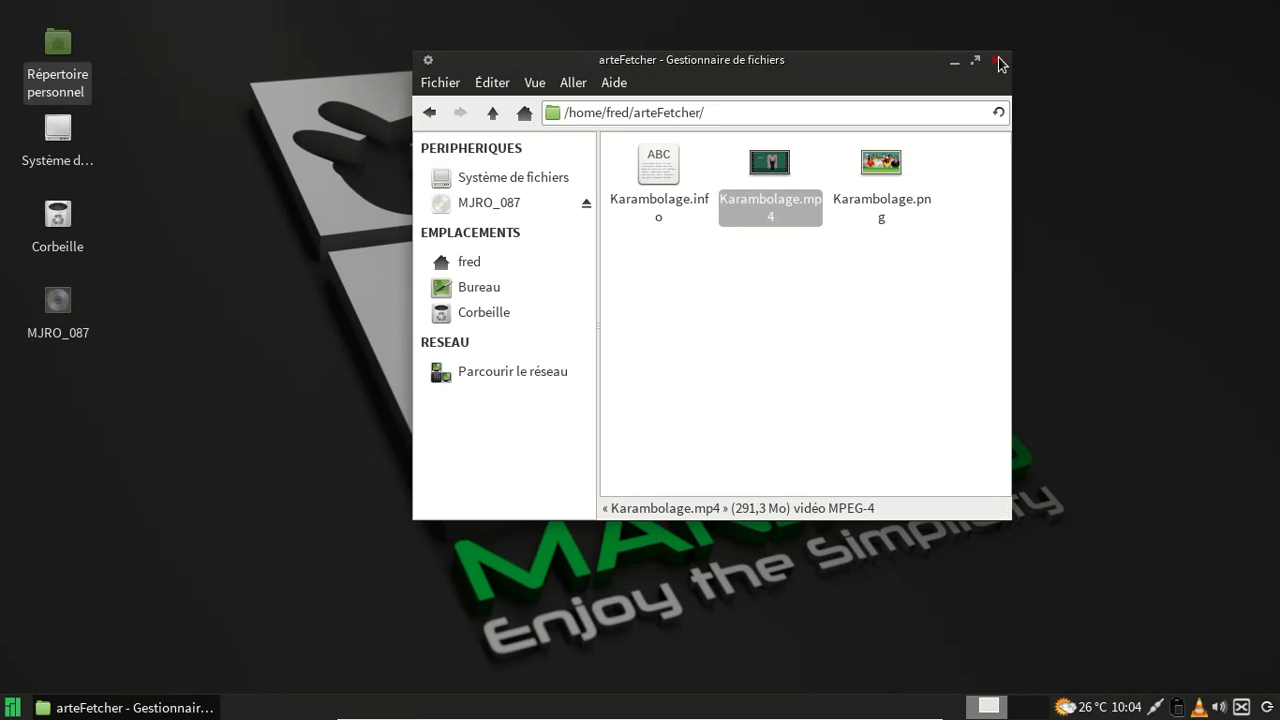 Répertoire
personnel
Système d…
Corbeille
MJRO_087
arteFetcher - Gestionnaire de fichiers
Fichier Éditer Vue Aller Aide
/home/fred/arteFetcher/
PERIPHERIQUES
Système de fichiers
MJRO_087
EMPLACEMENTS
fred
Bureau
Corbeille
RESEAU
Parcourir le réseau
ABC
Karambolage.inf
o
Karambolage.mp
4
Karambolage.pn
g
« Karambolage.mp4 » (291,3 Mo) vidéo MPEG-4
Enjoy the Simplicity
arteFetcher - Gestionnair…
26 °C 10:04